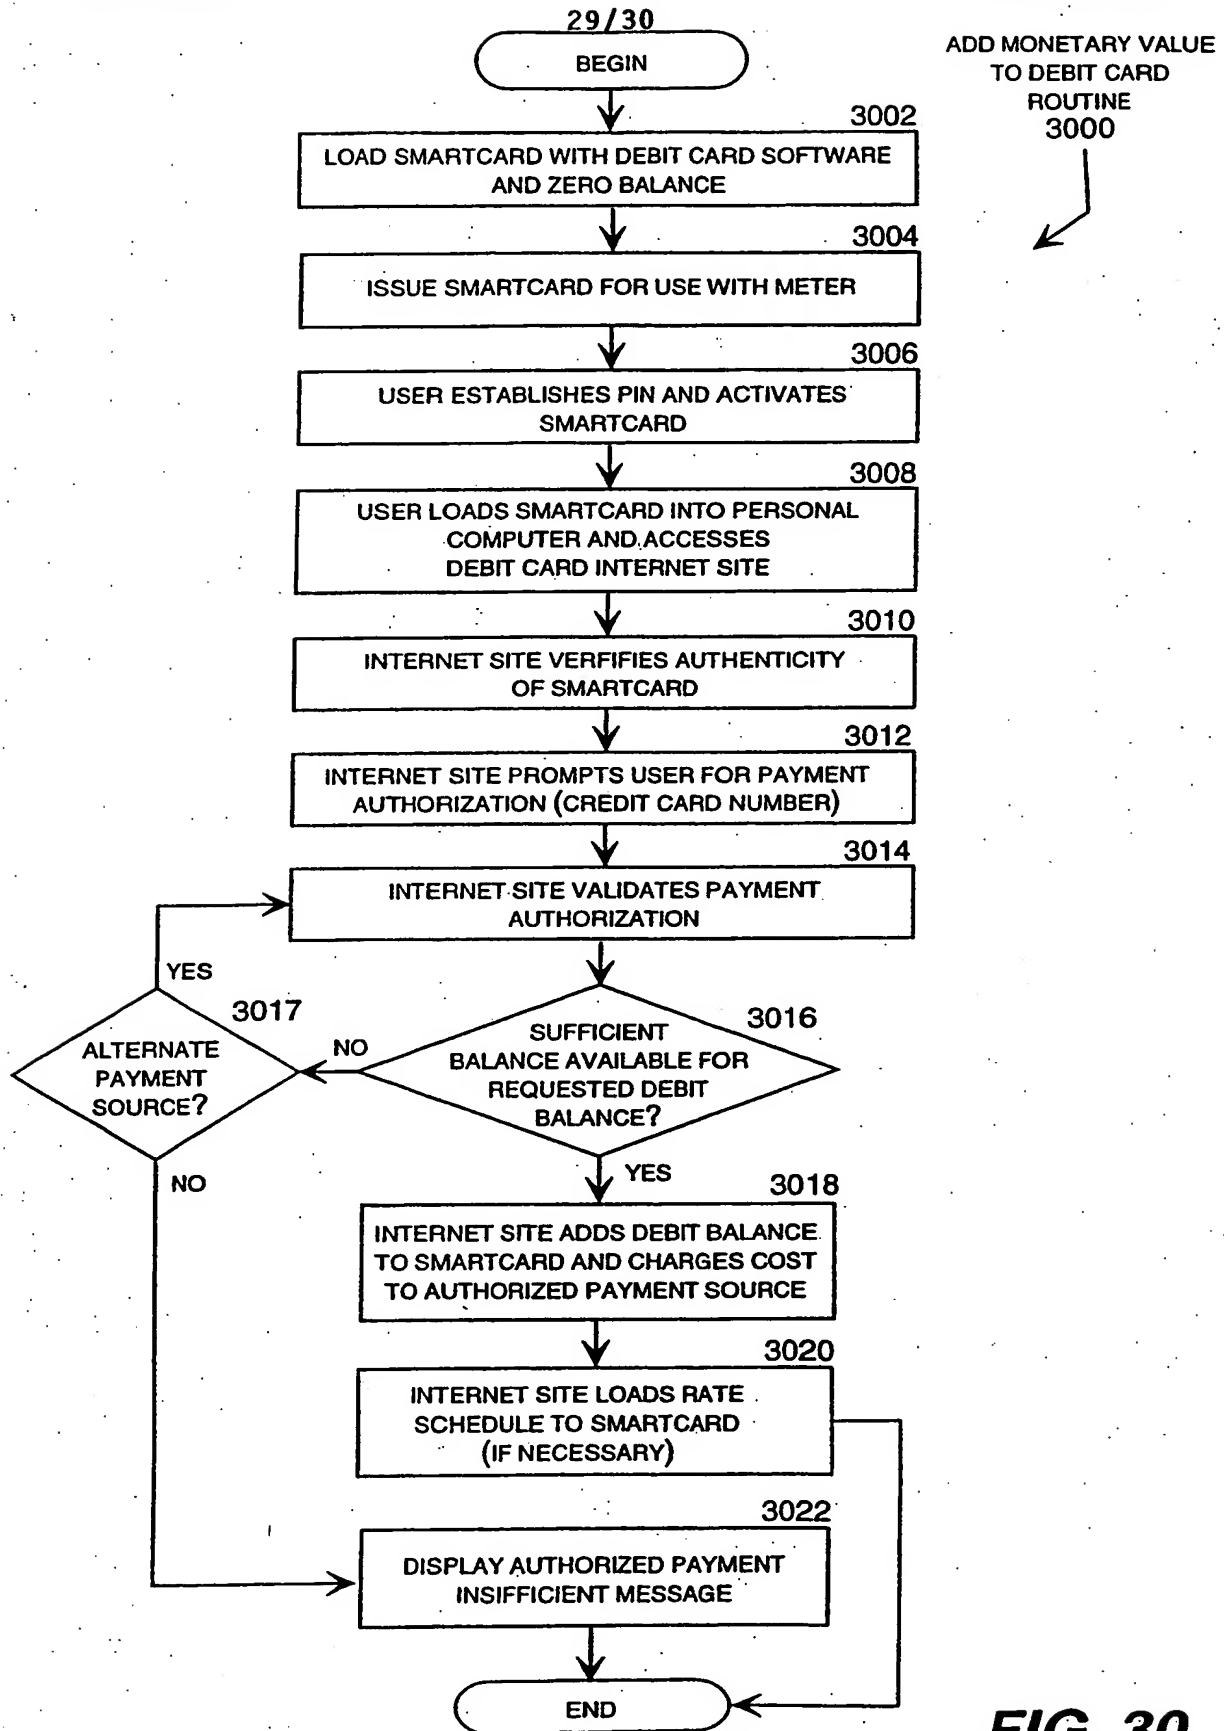 29/30
BEGIN
ADD MONETARY VALUE
TO DEBIT CARD
ROUTINE
3000
3002
LOAD SMARTCARD WITH DEBIT CARD SOFTWARE
AND ZERO BALANCE
3004
ISSUE SMARTCARD FOR USE WITH METER
3006
USER ESTABLISHES PIN AND ACTIVATES
SMARTCARD
3008
USER LOADS SMARTCARD INTO PERSONAL
COMPUTER AND ACCESSES
DEBIT CARD INTERNET SITE
3010
INTERNET SITE VERFIFIES AUTHENTICITY
OF SMARTCARD
3012
INTERNET SITE PROMPTS USER FOR PAYMENT
AUTHORIZATION (CREDIT CARD NUMBER)
3014
INTERNET SITE VALIDATES PAYMENT
AUTHORIZATION
YES
3017
ALTERNATE
PAYMENT
SOURCE?
NO
3016
SUFFICIENT
BALANCE AVAILABLE FOR
REQUESTED DEBIT
BALANCE?
NO
YES
3018
INTERNET SITE ADDS DEBIT BALANCE
TO SMARTCARD AND CHARGES COST
TO AUTHORIZED PAYMENT SOURCE
3020
INTERNET SITE LOADS RATE
SCHEDULE TO SMARTCARD
(IF NECESSARY)
3022
DISPLAY AUTHORIZED PAYMENT
INSIFFICIENT MESSAGE
END
FIG. 30